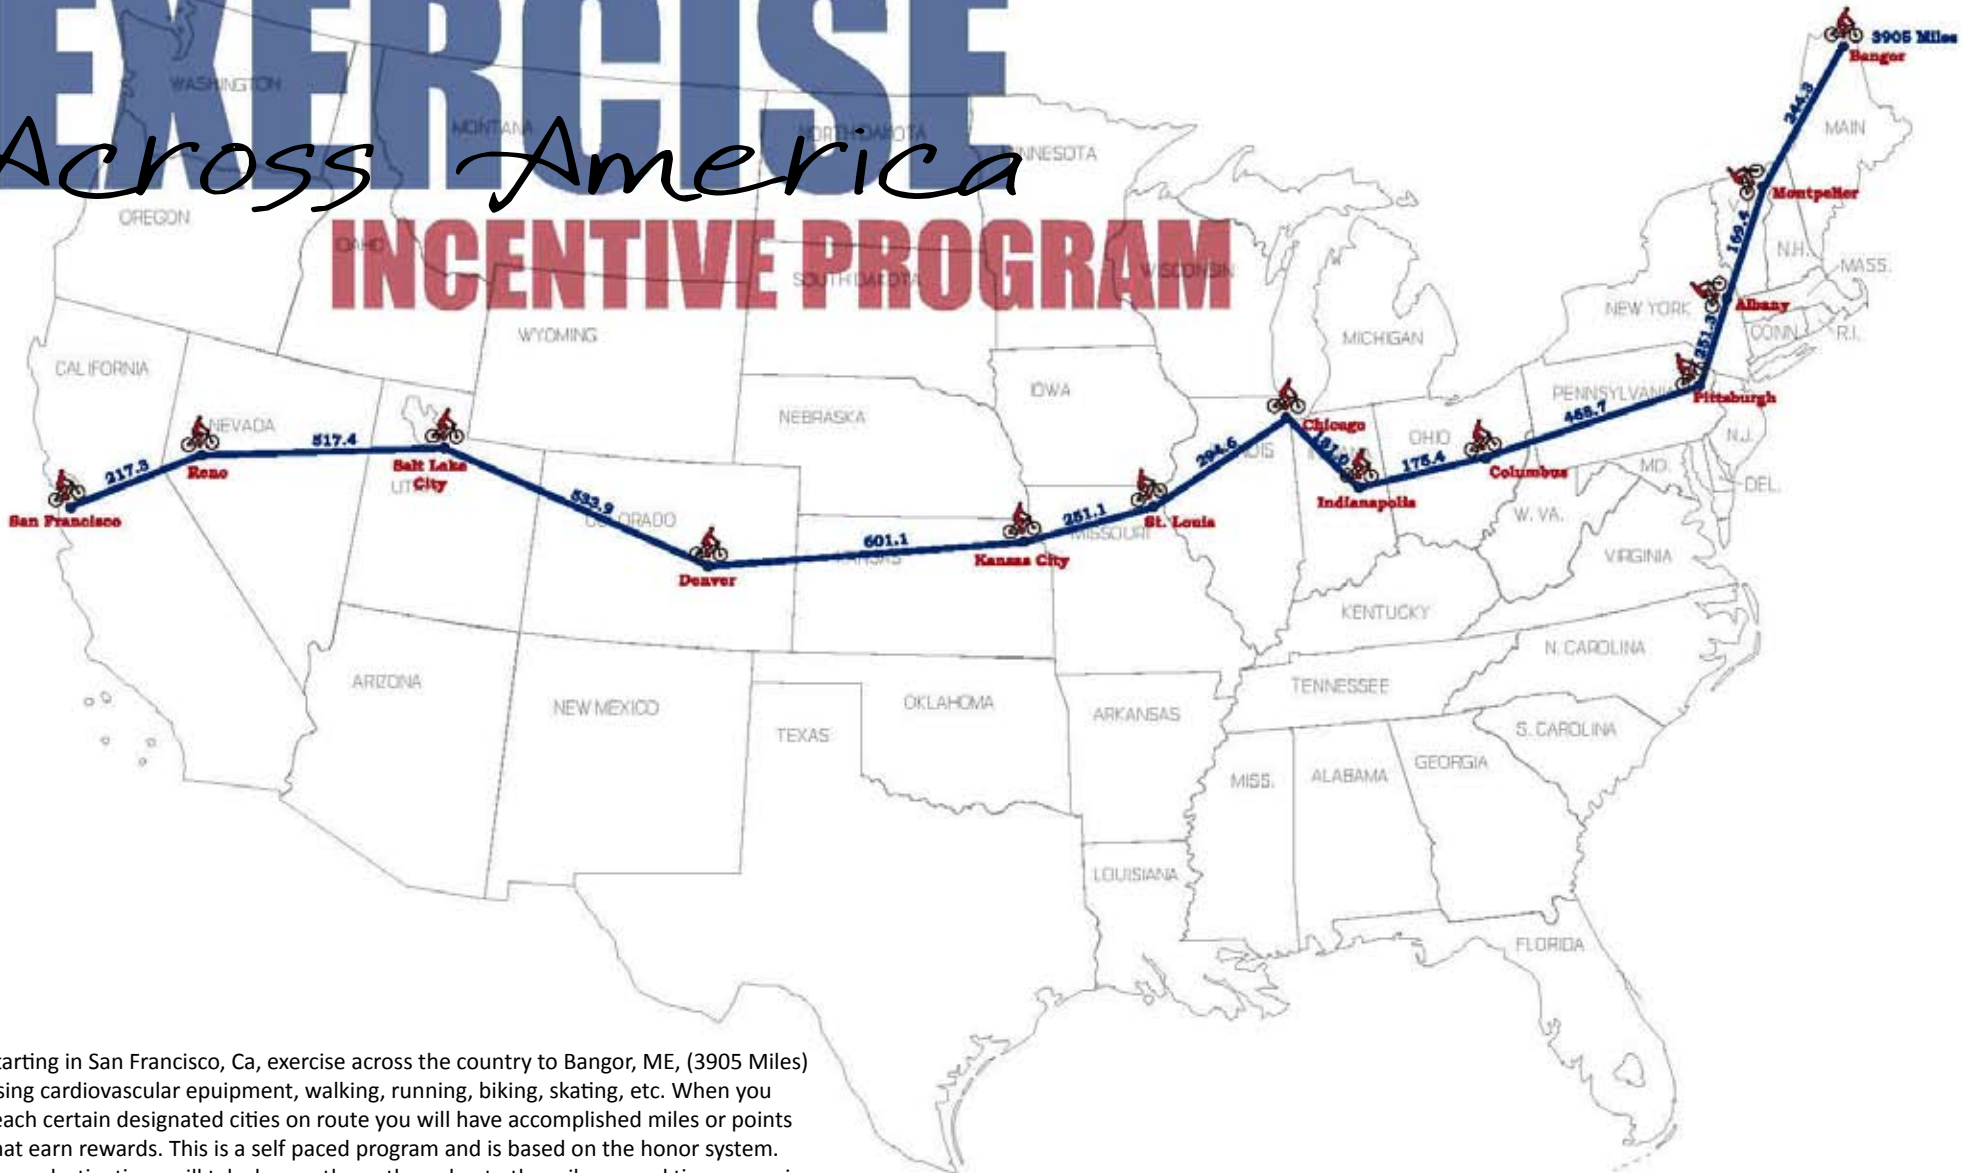 EXERCISE
Across America
INCENTIVE PROGRAM
3905 Miles
Bangor
244.3
MAIN
Montpelier
169.4
N.H.
MASS.
NEW YORK
Albany
CONN.
R.I.
251.3
PENNSYLVANIA
Pittsburgh
N.J.
MD.
DEL.
WASHINGTON
MONTANA
NORTH DAKOTA
MINNESOTA
OREGON
IDAHO
SOUTH DAKOTA
WISCONSIN
WYOMING
MICHIGAN
CALIFORNIA
NEVADA
IOWA
NEBRASKA
San Francisco
217.3
Reno
517.4
Salt Lake
City
533.9
COLORADO
Denver
601.1
KANSAS
Kansas City
251.1
MISSOURI
St. Louis
294.6
Chicago
Indianapolis
175.4
OHIO
Columbus
W. VA.
VIRGINIA
KENTUCKY
N. CAROLINA
TENNESSEE
S. CAROLINA
ARIZONA
NEW MEXICO
OKLAHOMA
ARKANSAS
TEXAS
MISS.
ALABAMA
GEORGIA
LOUISIANA
FLORIDA
tarting in San Francisco, Ca, exercise across the country to Bangor, ME, (3905 Miles)
sing cardiovascular epuipment, walking, running, biking, skating, etc. When you
each certain designated cities on route you will have accomplished miles or points
hat earn rewards. This is a self paced program and is based on the honor system.